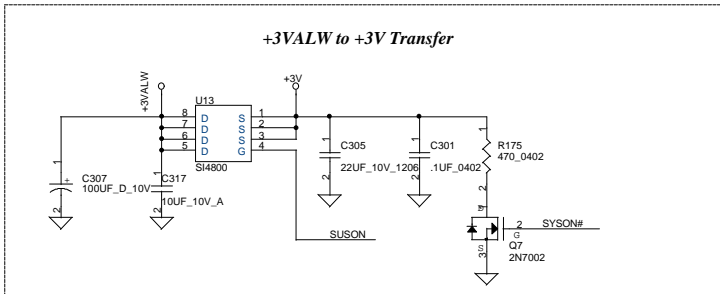 +3VALW to +3V Transfer
+3VALW
+3V
U13
8 D S 1
7 D S 2
6 D S 3
5 D G 4
SI4800
1
C307
100UF_D_10V
2
+
1
C317
10UF_10V_A
2
1
C305
22UF_10V_1206
2
1
C301
.1UF_0402
2
1
R175
470_0402
2
SUSON
1
D
2
G
S
3
Q7
2N7002
SYSON#